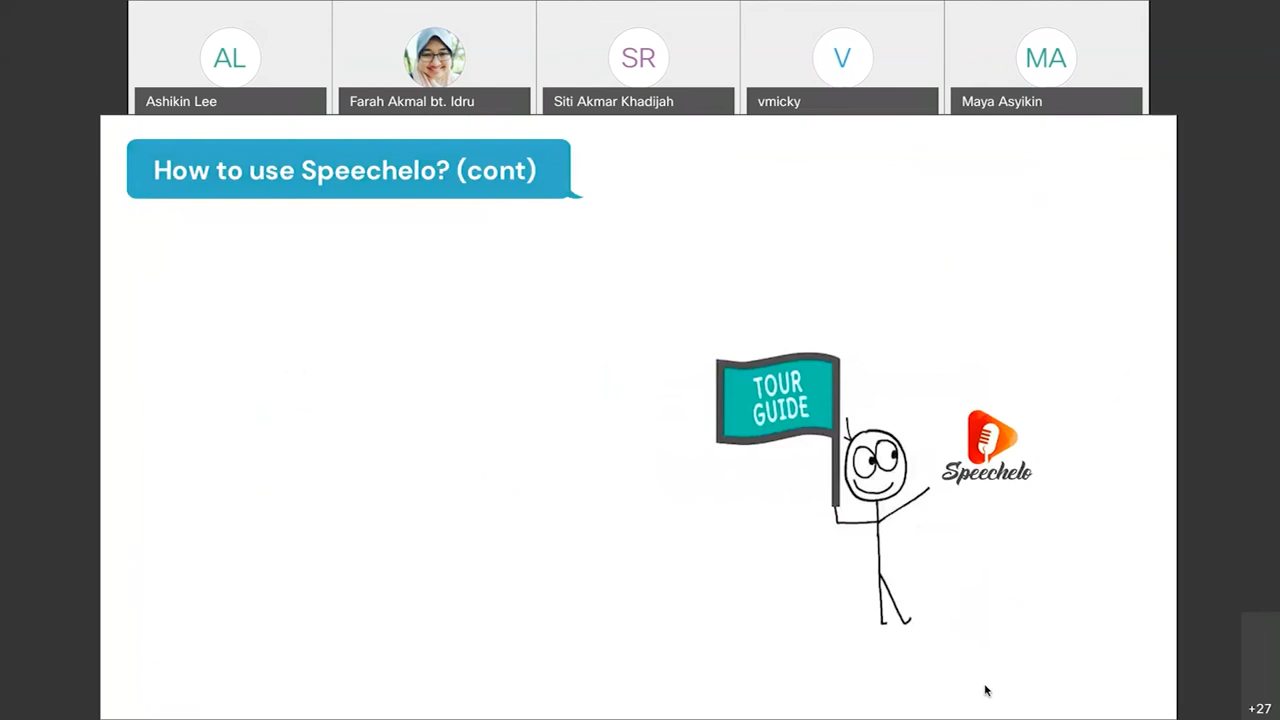 AL
SR
V
MA
Ashikin Lee
Farah Akmal bt. Idru
Siti Akmar Khadijah
vmicky
Maya Asyikin
How to use Speechelo? (cont)
TOUR
GUIDE
Speechelo
+27